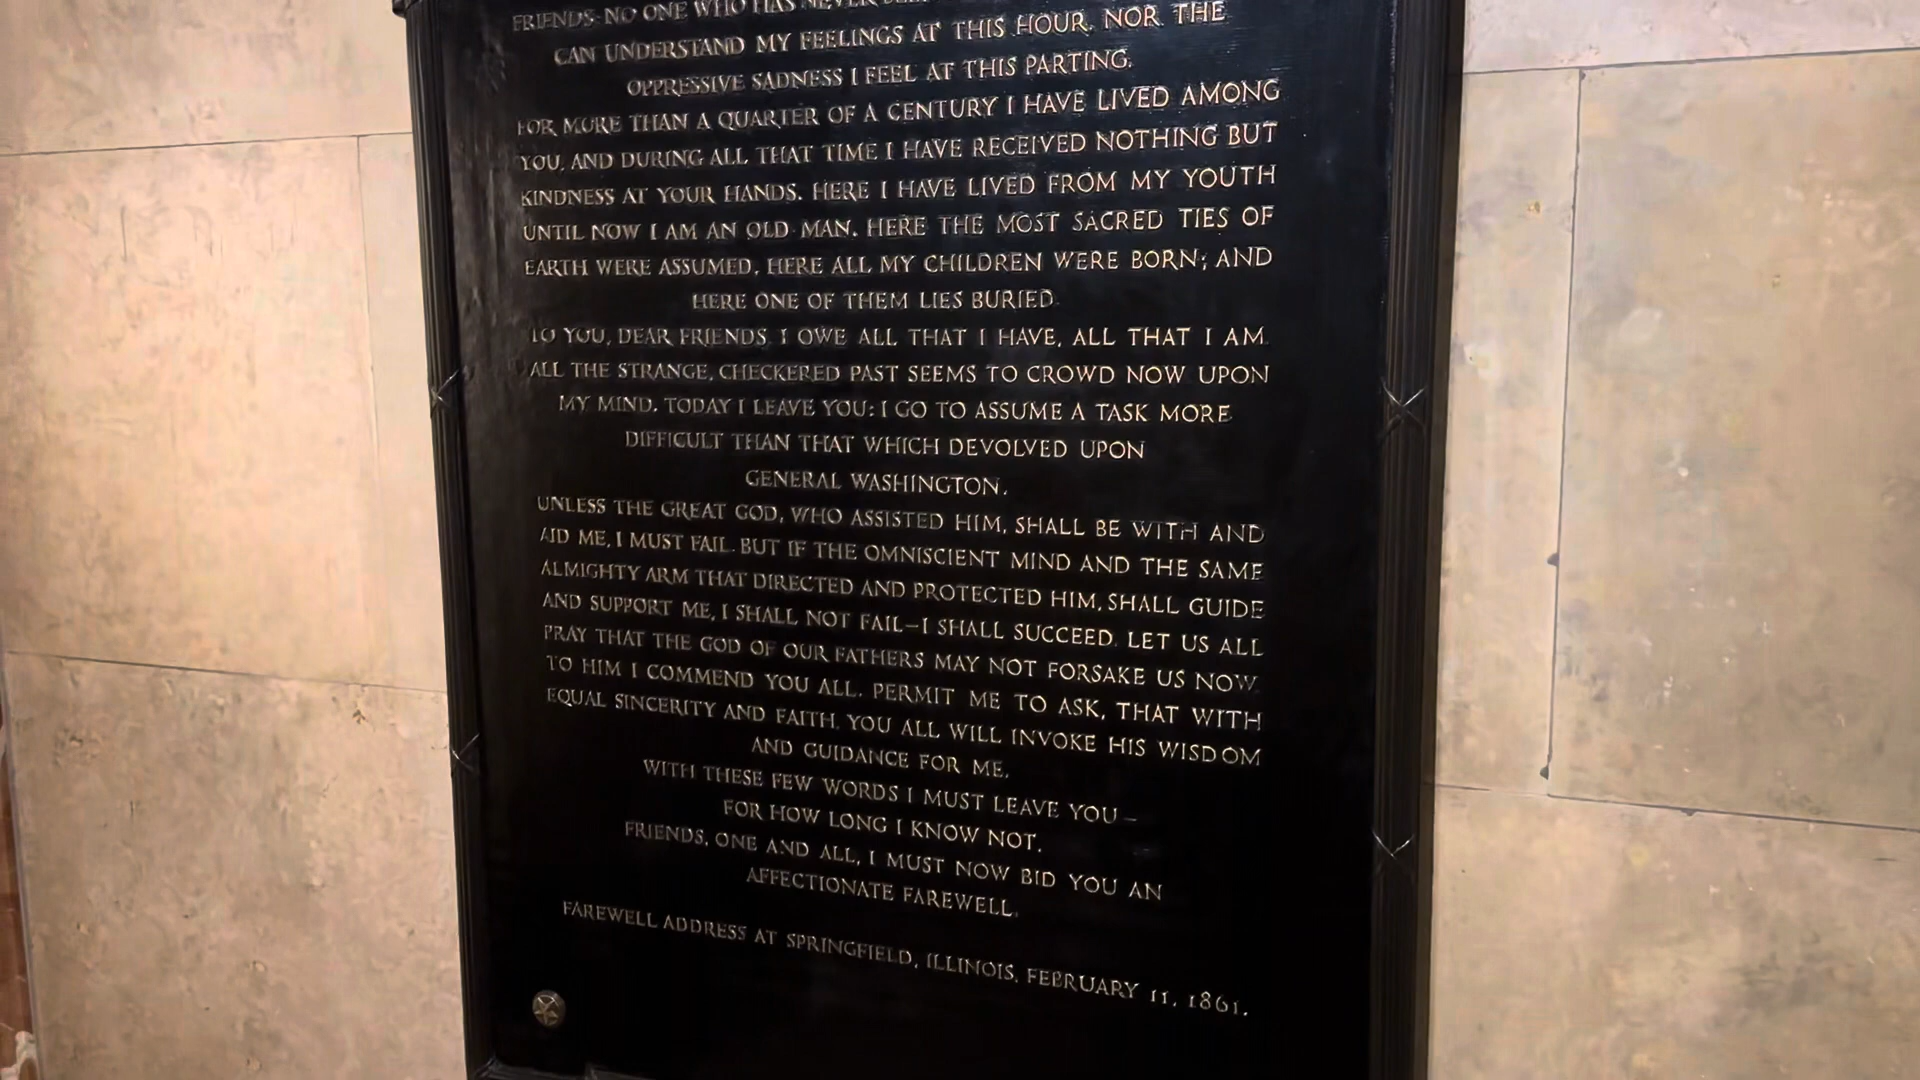 FRIENDS: NO ONE WHO HAS NEVER
CAN UNDERSTAND MY FEELINGS AT THIS HOUR, NOR THE
OPPRESSIVE SADNESS I FEEL AT THIS PARTING.
FOR MORE THAN A QUARTER OF A CENTURY I HAVE LIVED AMONG
YOU, AND DURING ALL THAT TIME I HAVE RECEIVED NOTHING BUT
KINDNESS AT YOUR HANDS. HERE I HAVE LIVED FROM MY YOUTH
UNTIL NOW I AM AN OLD MAN. HERE THE MOST SACRED TIES OF
EARTH WERE ASSUMED, HERE ALL MY CHILDREN WERE BORN; AND
HERE ONE OF THEM LIES BURIED.
TO YOU, DEAR FRIENDS, I OWE ALL THAT I HAVE, ALL THAT I AM.
ALL THE STRANGE, CHECKERED PAST SEEMS TO CROWD NOW UPON
MY MIND. TODAY I LEAVE YOU: I GO TO ASSUME A TASK MORE
DIFFICULT THAN THAT WHICH DEVOLVED UPON
GENERAL WASHINGTON.
UNLESS THE GREAT GOD, WHO ASSISTED HIM, SHALL BE WITH AND
AID ME, I MUST FAIL. BUT IF THE OMNISCIENT MIND AND THE SAME
ALMIGHTY ARM THAT DIRECTED AND PROTECTED HIM, SHALL GUIDE
AND SUPPORT ME, I SHALL NOT FAIL—I SHALL SUCCEED. LET US ALL
PRAY THAT THE GOD OF OUR FATHERS MAY NOT FORSAKE US NOW.
TO HIM I COMMEND YOU ALL. PERMIT ME TO ASK, THAT WITH
EQUAL SINCERITY AND FAITH, YOU ALL WILL INVOKE HIS WISDOM
AND GUIDANCE FOR ME.
WITH THESE FEW WORDS I MUST LEAVE YOU—
FOR HOW LONG I KNOW NOT.
FRIENDS, ONE AND ALL, I MUST NOW BID YOU AN
AFFECTIONATE FAREWELL.
FAREWELL ADDRESS AT SPRINGFIELD, ILLINOIS, FEBRUARY 11, 1861.